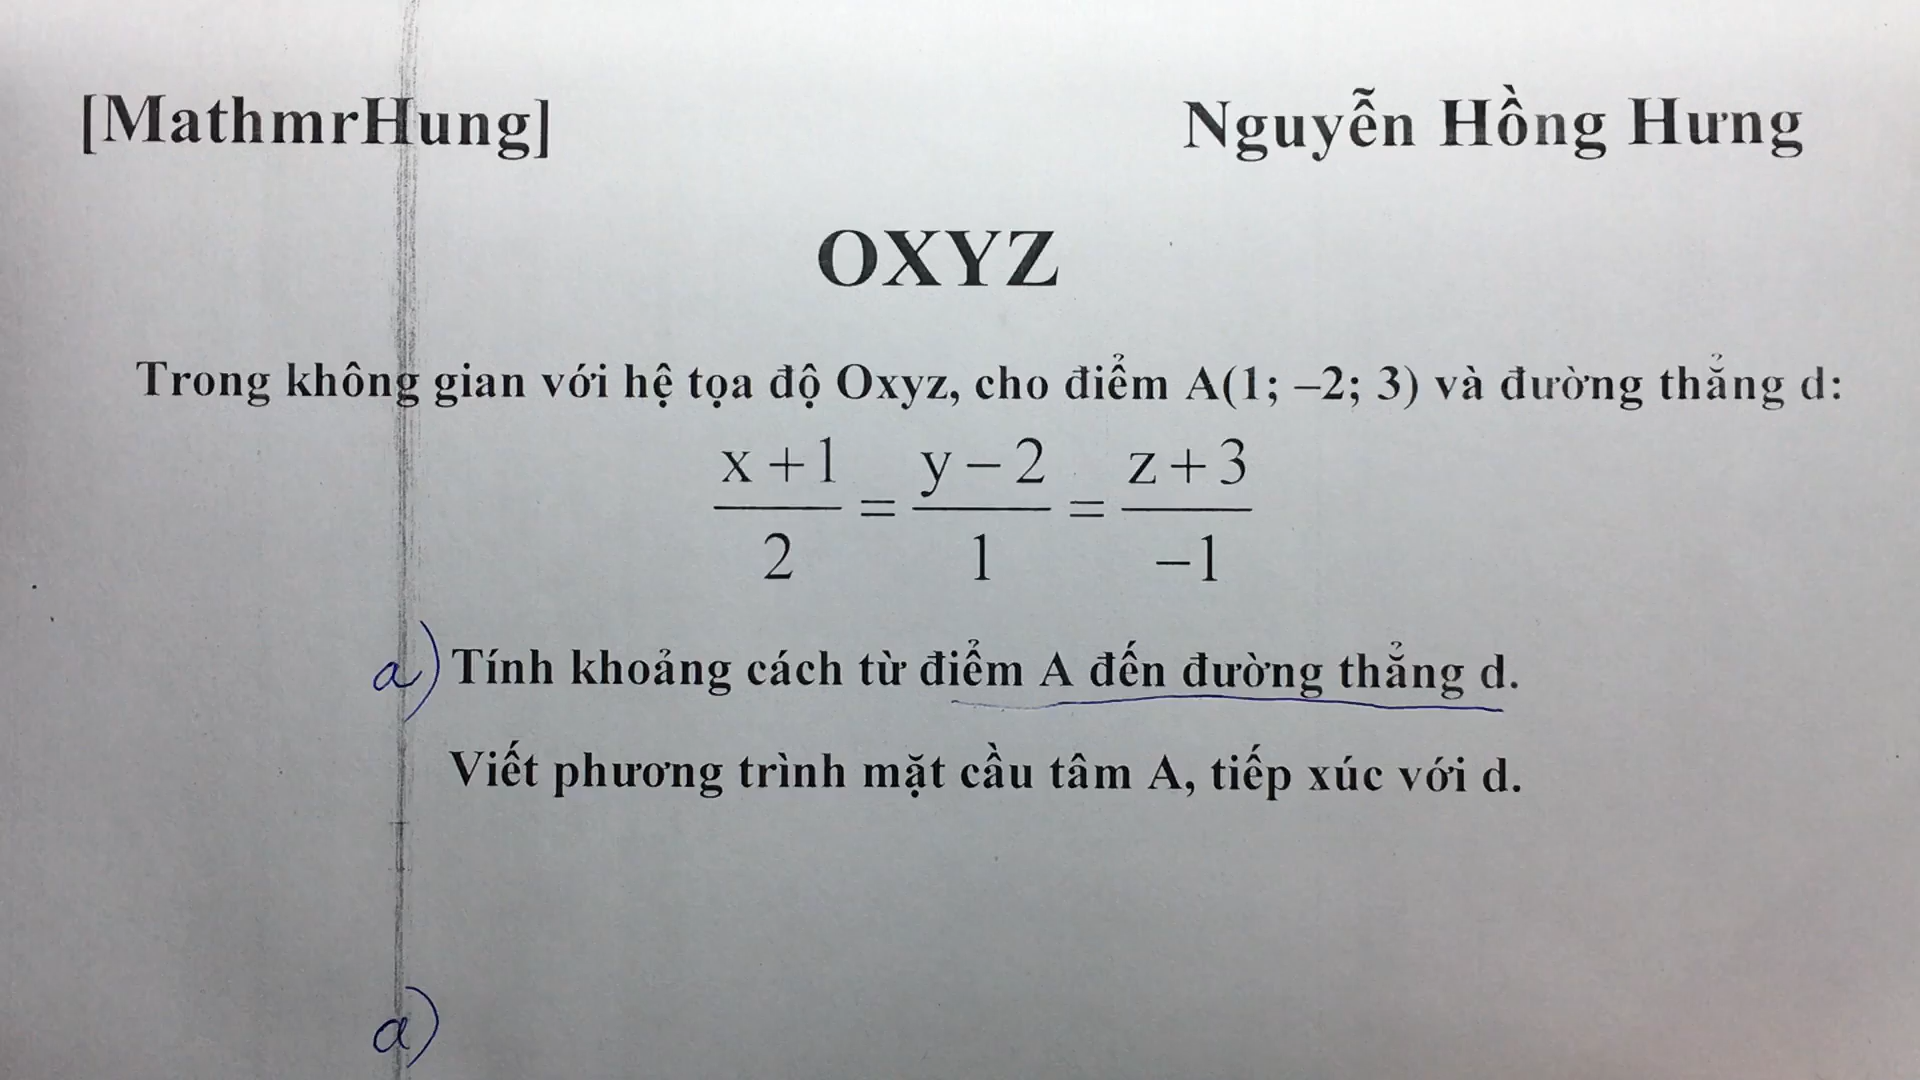 [MathmrHung] Nguyễn Hồng Hưng
OXYZ
Trong không gian với hệ tọa độ Oxyz, cho điểm A(1; –2; 3) và đường thẳng d:
x + 1 / 2 = y – 2 / 1 = z + 3 / –1
a) Tính khoảng cách từ điểm A đến đường thẳng d.
Viết phương trình mặt cầu tâm A, tiếp xúc với d.
a)